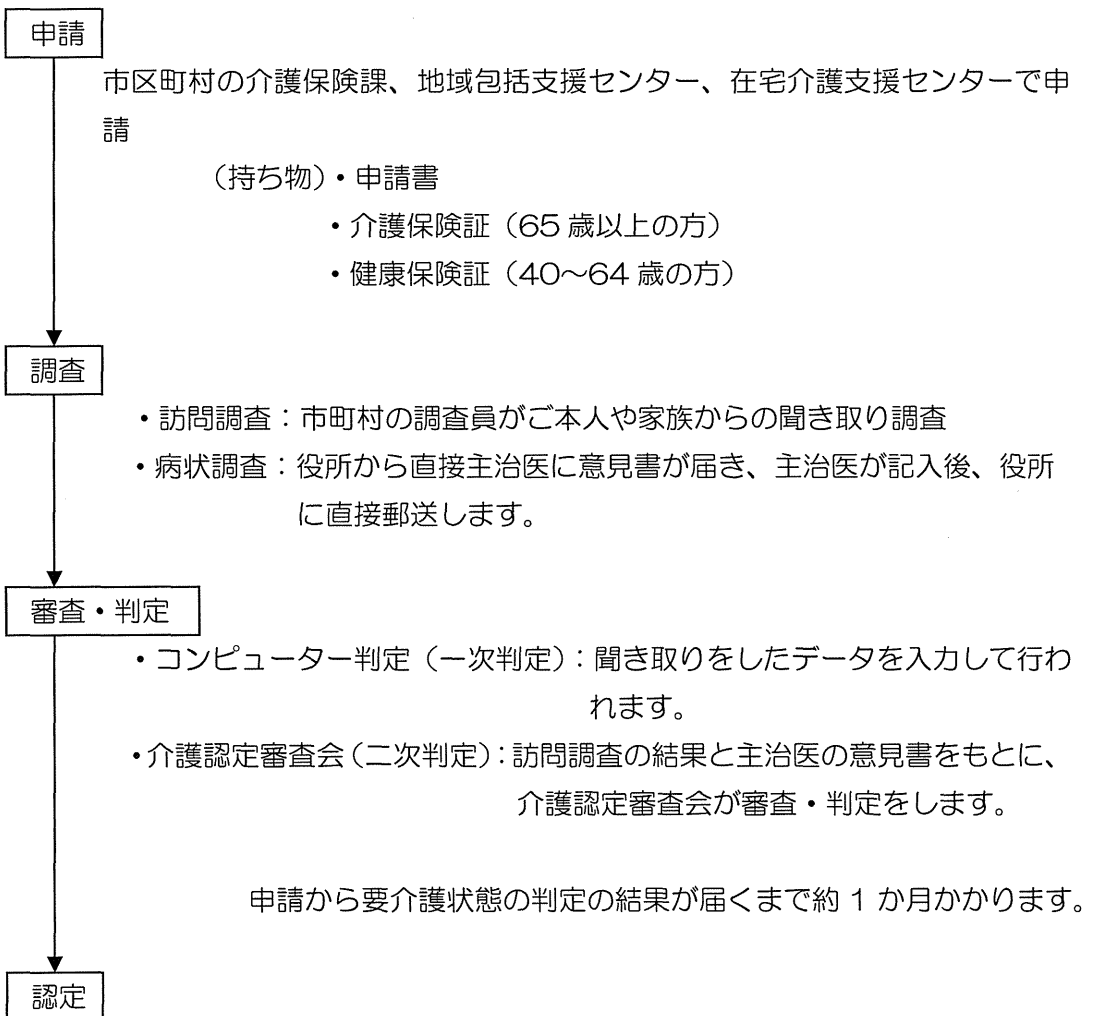 申請
市区町村の介護保険課、地域包括支援センター、在宅介護支援センターで申
請
（持ち物）・申請書
・介護保険証（65 歳以上の方）
・健康保険証（40～64 歳の方）
調査
・訪問調査：市町村の調査員がご本人や家族からの聞き取り調査
・病状調査：役所から直接主治医に意見書が届き、主治医が記入後、役所
に直接郵送します。
審査・判定
・コンピューター判定（一次判定）：聞き取りをしたデータを入力して行わ
れます。
・介護認定審査会（二次判定）：訪問調査の結果と主治医の意見書をもとに、
介護認定審査会が審査・判定をします。
申請から要介護状態の判定の結果が届くまで約 1 か月かかります。
認定